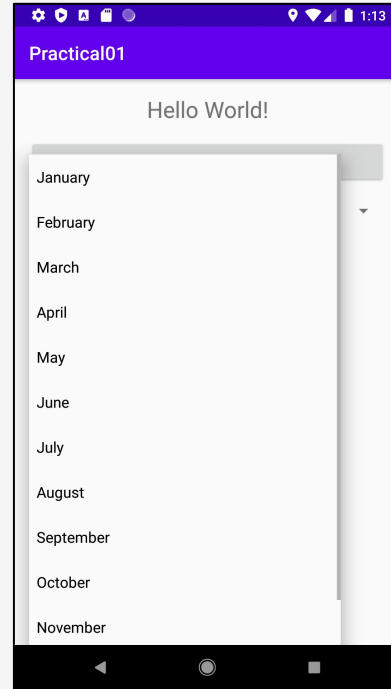 1:13
Practical01
Hello World!
January
February
March
April
May
June
July
August
September
October
November